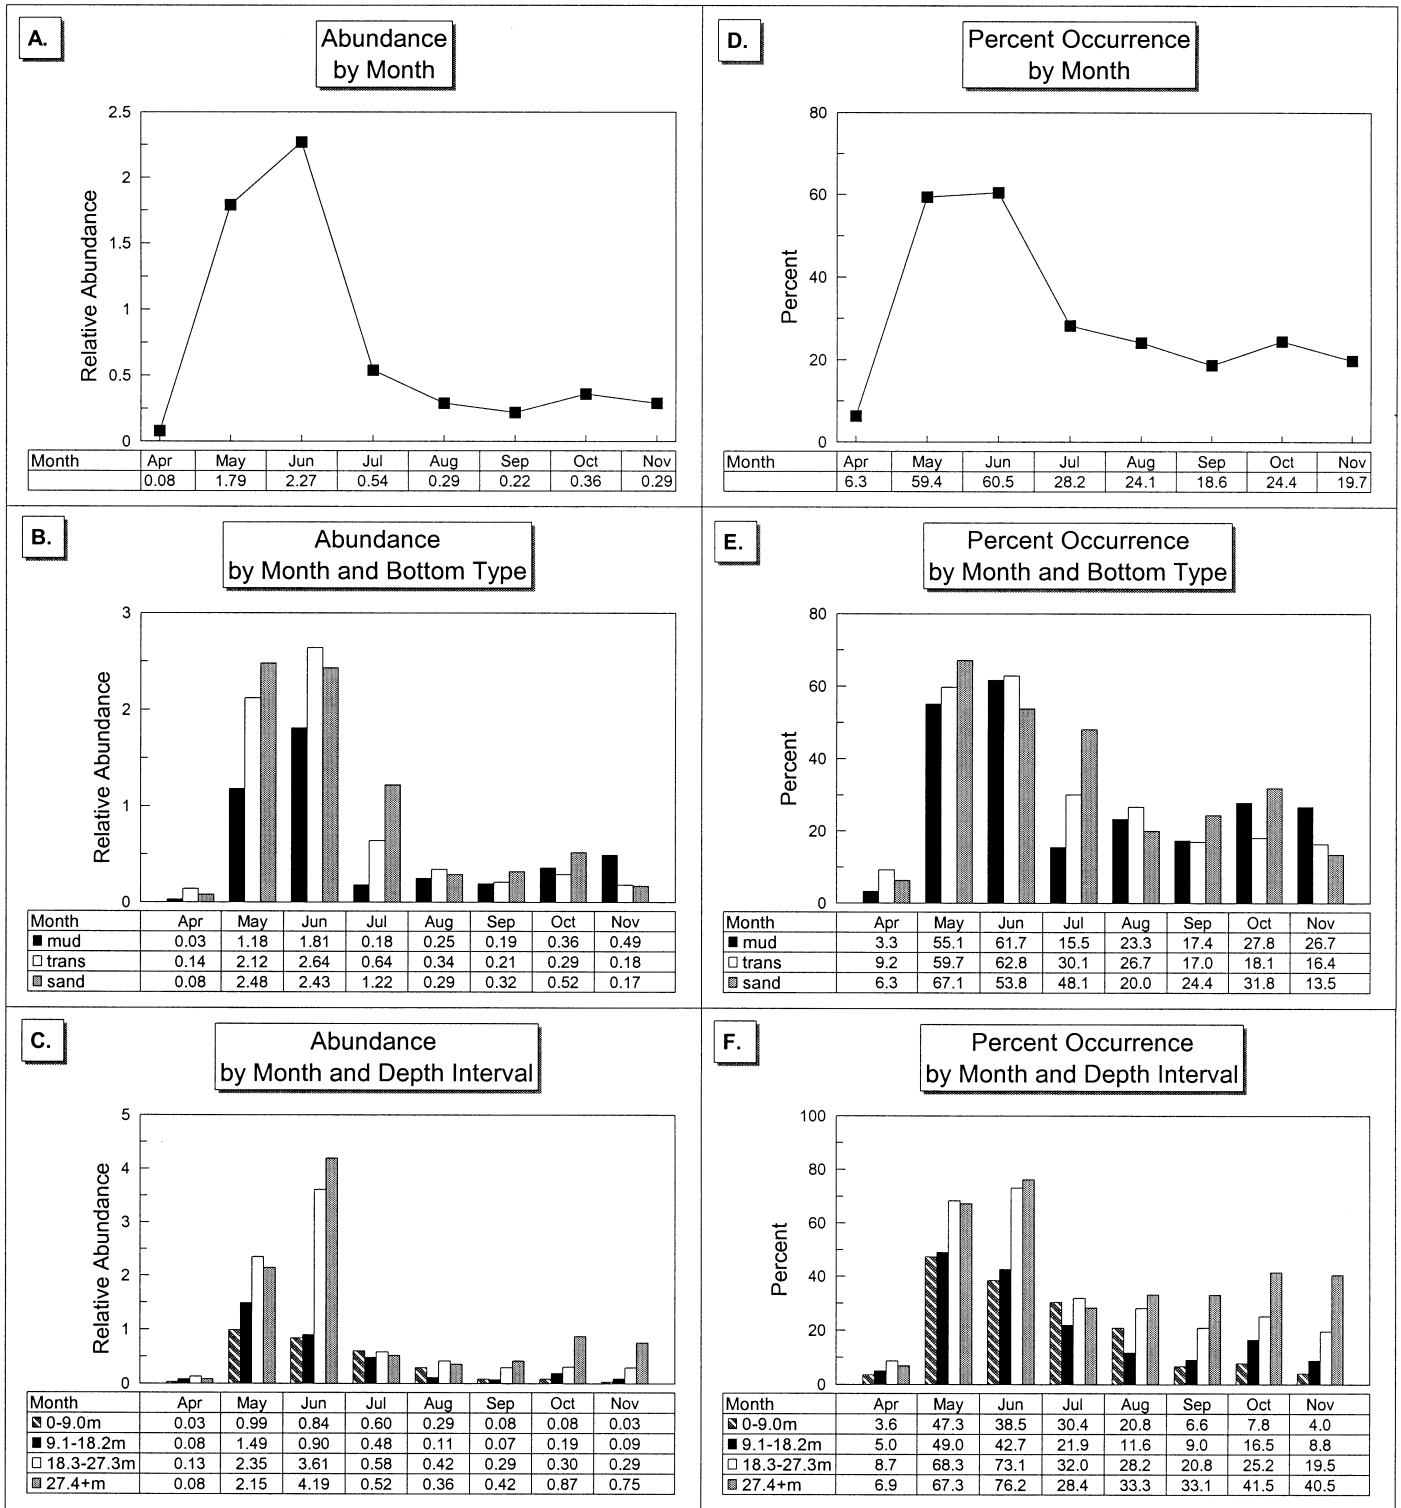 A.
Abundance
by Month
Relative Abundance
2.5
2
1.5
1
0.5
0
Month Apr May Jun Jul Aug Sep Oct Nov
0.08 1.79 2.27 0.54 0.29 0.22 0.36 0.29
D.
Percent Occurrence
by Month
Percent
80
60
40
20
0
Month Apr May Jun Jul Aug Sep Oct Nov
6.3 59.4 60.5 28.2 24.1 18.6 24.4 19.7
B.
Abundance
by Month and Bottom Type
Relative Abundance
3
2
1
0
Month Apr May Jun Jul Aug Sep Oct Nov
mud 0.03 1.18 1.81 0.18 0.25 0.19 0.36 0.49
trans 0.14 2.12 2.64 0.64 0.34 0.21 0.29 0.18
sand 0.08 2.48 2.43 1.22 0.29 0.32 0.52 0.17
E.
Percent Occurrence
by Month and Bottom Type
Percent
80
60
40
20
0
Month Apr May Jun Jul Aug Sep Oct Nov
mud 3.3 55.1 61.7 15.5 23.3 17.4 27.8 26.7
trans 9.2 59.7 62.8 30.1 26.7 17.0 18.1 16.4
sand 6.3 67.1 53.8 48.1 20.0 24.4 31.8 13.5
C.
Abundance
by Month and Depth Interval
Relative Abundance
5
4
3
2
1
0
Month Apr May Jun Jul Aug Sep Oct Nov
0-9.0m 0.03 0.99 0.84 0.60 0.29 0.08 0.08 0.03
9.1-18.2m 0.08 1.49 0.90 0.48 0.11 0.07 0.19 0.09
18.3-27.3m 0.13 2.35 3.61 0.58 0.42 0.29 0.30 0.29
27.4+m 0.08 2.15 4.19 0.52 0.36 0.42 0.87 0.75
F.
Percent Occurrence
by Month and Depth Interval
Percent
100
80
60
40
20
0
Month Apr May Jun Jul Aug Sep Oct Nov
0-9.0m 3.6 47.3 38.5 30.4 20.8 6.6 7.8 4.0
9.1-18.2m 5.0 49.0 42.7 21.9 11.6 9.0 16.5 8.8
18.3-27.3m 8.7 68.3 73.1 32.0 28.2 20.8 25.2 19.5
27.4+m 6.9 67.3 76.2 28.4 33.3 33.1 41.5 40.5